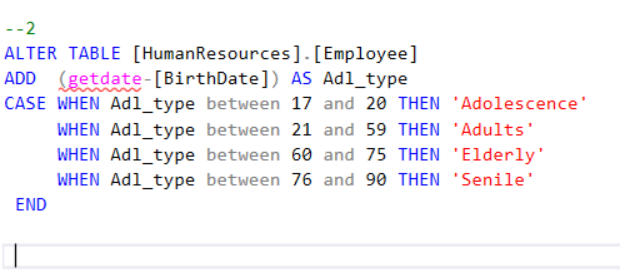 --2
ALTER TABLE [HumanResources].[Employee]
ADD  (getdate-[BirthDate]) AS Adl_type
CASE WHEN Adl_type between 17 and 20 THEN 'Adolescence'
     WHEN Adl_type between 21 and 59 THEN 'Adults'
     WHEN Adl_type between 60 and 75 THEN 'Elderly'
     WHEN Adl_type between 76 and 90 THEN 'Senile'
 END